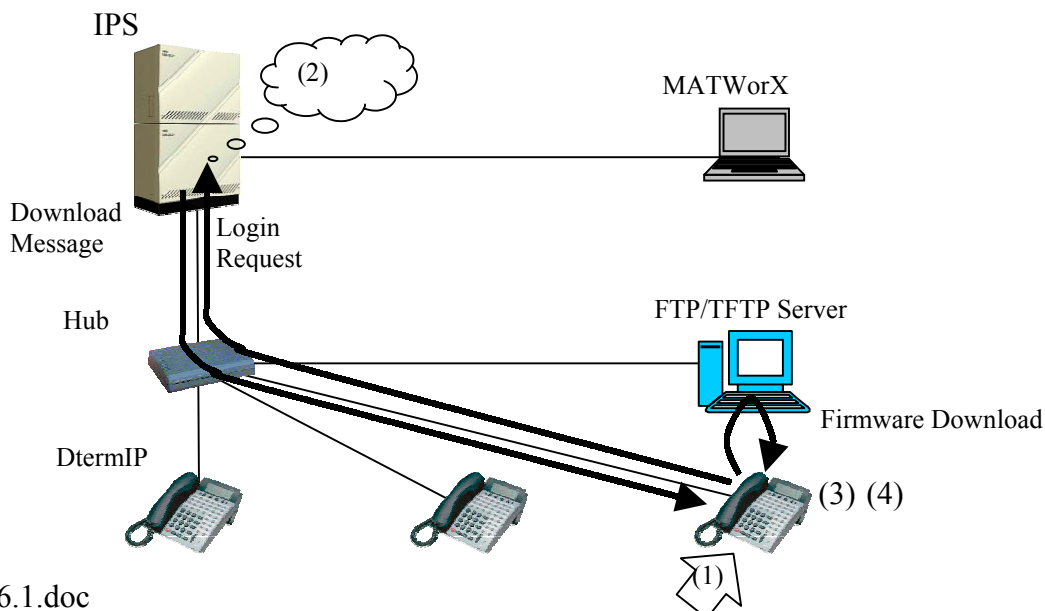 IPS
(2)
MATWorX
Download
Message
Login
Request
Hub
FTP/TFTP Server
Firmware Download
DtermIP
(3) (4)
(1)
6.1.doc